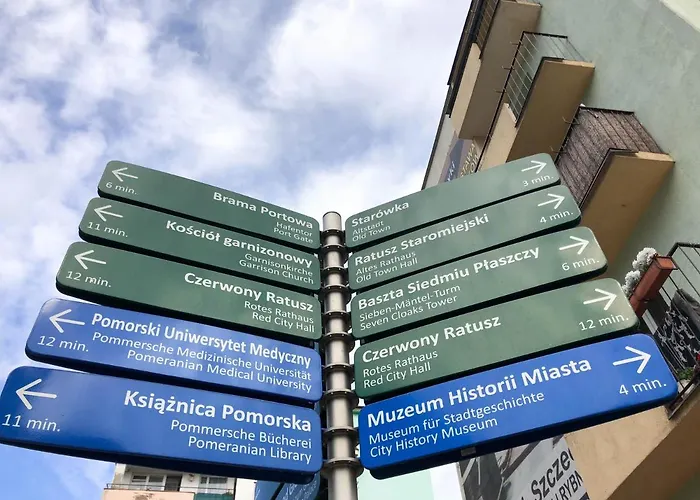 ←
6 min.
Brama Portowa
Hafentor
Port Gate
←
11 min.
Kościół garnizonowy
Garnisonkirche
Garrison Church
←
12 min.
Czerwony Ratusz
Rotes Rathaus
Red City Hall
←
12 min.
Pomorski Uniwersytet Medyczny
Pommersche Medizinische Universität
Pomeranian Medical University
←
11 min.
Książnica Pomorska
Pommersche Bücherei
Pomeranian Library
Starówka
Altstadt
Old Town
→
3 min.
Ratusz Staromiejski
Altes Rathaus
Old Town Hall
→
4 min.
Baszta Siedmiu Płaszczy
Sieben-Mäntel-Turm
Seven Cloaks Tower
→
6 min.
Czerwony Ratusz
Rotes Rathaus
Red City Hall
→
12 min.
Muzeum Historii Miasta
Museum für Stadtgeschichte
City History Museum
→
4 min.